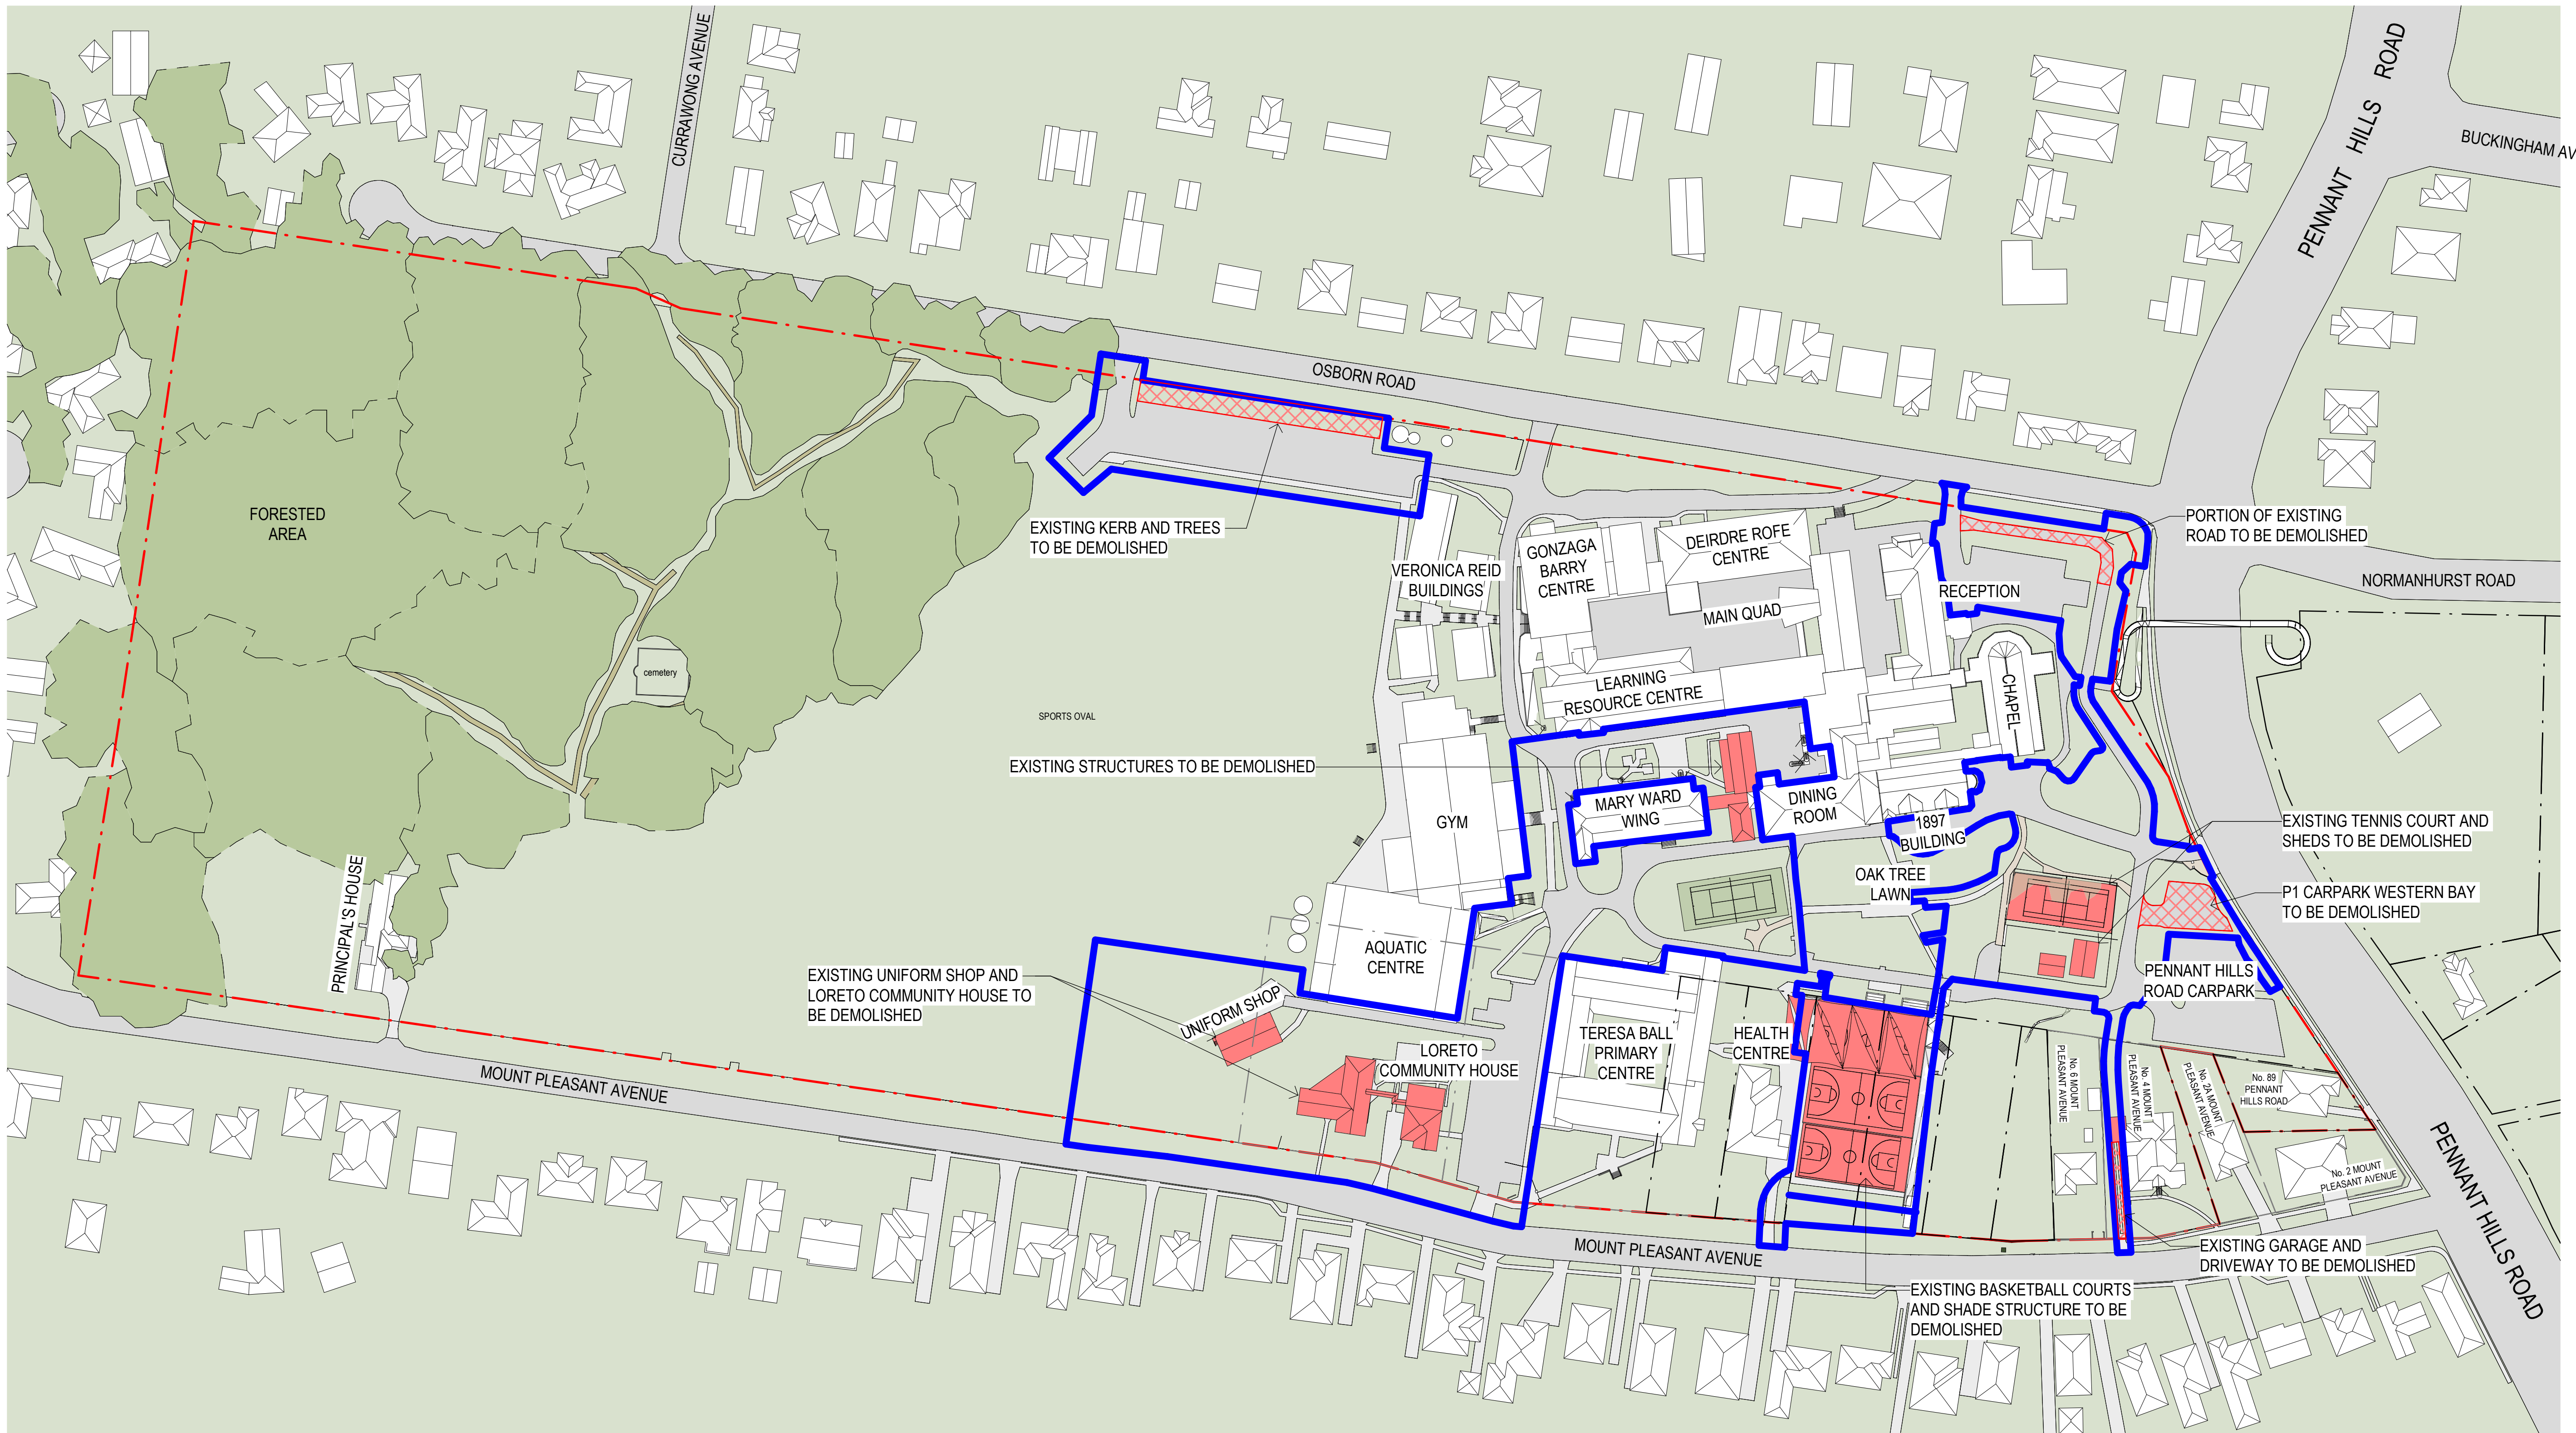 CURRAWONG AVENUE
PENNANT HILLS ROAD
BUCKINGHAM AV
OSBORN ROAD
FORESTED
AREA
EXISTING KERB AND TREES
TO BE DEMOLISHED
PORTION OF EXISTING
ROAD TO BE DEMOLISHED
VERONICA REID
BUILDINGS
GONZAGA
BARRY
CENTRE
DEIRDRE ROFE
CENTRE
MAIN QUAD
RECEPTION
NORMANHURST ROAD
cemetery
SPORTS OVAL
LEARNING
RESOURCE CENTRE
CHAPEL
EXISTING STRUCTURES TO BE DEMOLISHED
GYM
MARY WARD
WING
DINING
ROOM
1897
BUILDING
EXISTING TENNIS COURT AND
SHEDS TO BE DEMOLISHED
OAK TREE
LAWN
P1 CARPARK WESTERN BAY
TO BE DEMOLISHED
PRINCIPAL'S HOUSE
AQUATIC
CENTRE
EXISTING UNIFORM SHOP AND
LORETO COMMUNITY HOUSE TO
BE DEMOLISHED
UNIFORM SHOP
PENNANT HILLS
ROAD CARPARK
LORETO
COMMUNITY HOUSE
TERESA BALL
PRIMARY
CENTRE
HEALTH
CENTRE
No. 6 MOUNT
PLEASANT AVENUE
No. 4 MOUNT
PLEASANT AVENUE
No. 2A MOUNT
PLEASANT AVENUE
No. 89
PENNANT
HILLS ROAD
No. 2 MOUNT
PLEASANT AVENUE
MOUNT PLEASANT AVENUE
MOUNT PLEASANT AVENUE
PENNANT HILLS ROAD
EXISTING GARAGE AND
DRIVEWAY TO BE DEMOLISHED
EXISTING BASKETBALL COURTS
AND SHADE STRUCTURE TO BE
DEMOLISHED